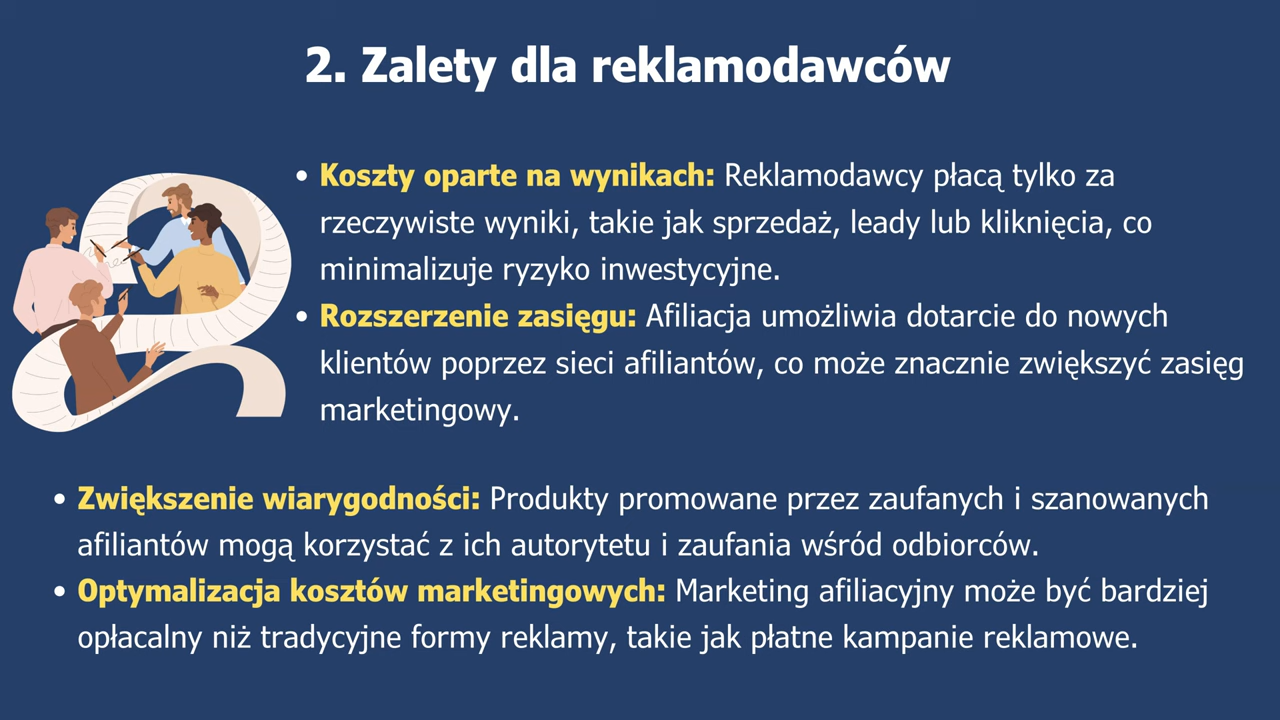 2. Zalety dla reklamodawców
• Koszty oparte na wynikach: Reklamodawcy płacą tylko za
rzeczywiste wyniki, takie jak sprzedaż, leady lub kliknięcia, co
minimalizuje ryzyko inwestycyjne.
• Rozszerzenie zasięgu: Afiliacja umożliwia dotarcie do nowych
klientów poprzez sieci afiliantów, co może znacznie zwiększyć zasięg
marketingowy.
• Zwiększenie wiarygodności: Produkty promowane przez zaufanych i szanowanych
afiliantów mogą korzystać z ich autorytetu i zaufania wśród odbiorców.
• Optymalizacja kosztów marketingowych: Marketing afiliacyjny może być bardziej
opłacalny niż tradycyjne formy reklamy, takie jak płatne kampanie reklamowe.